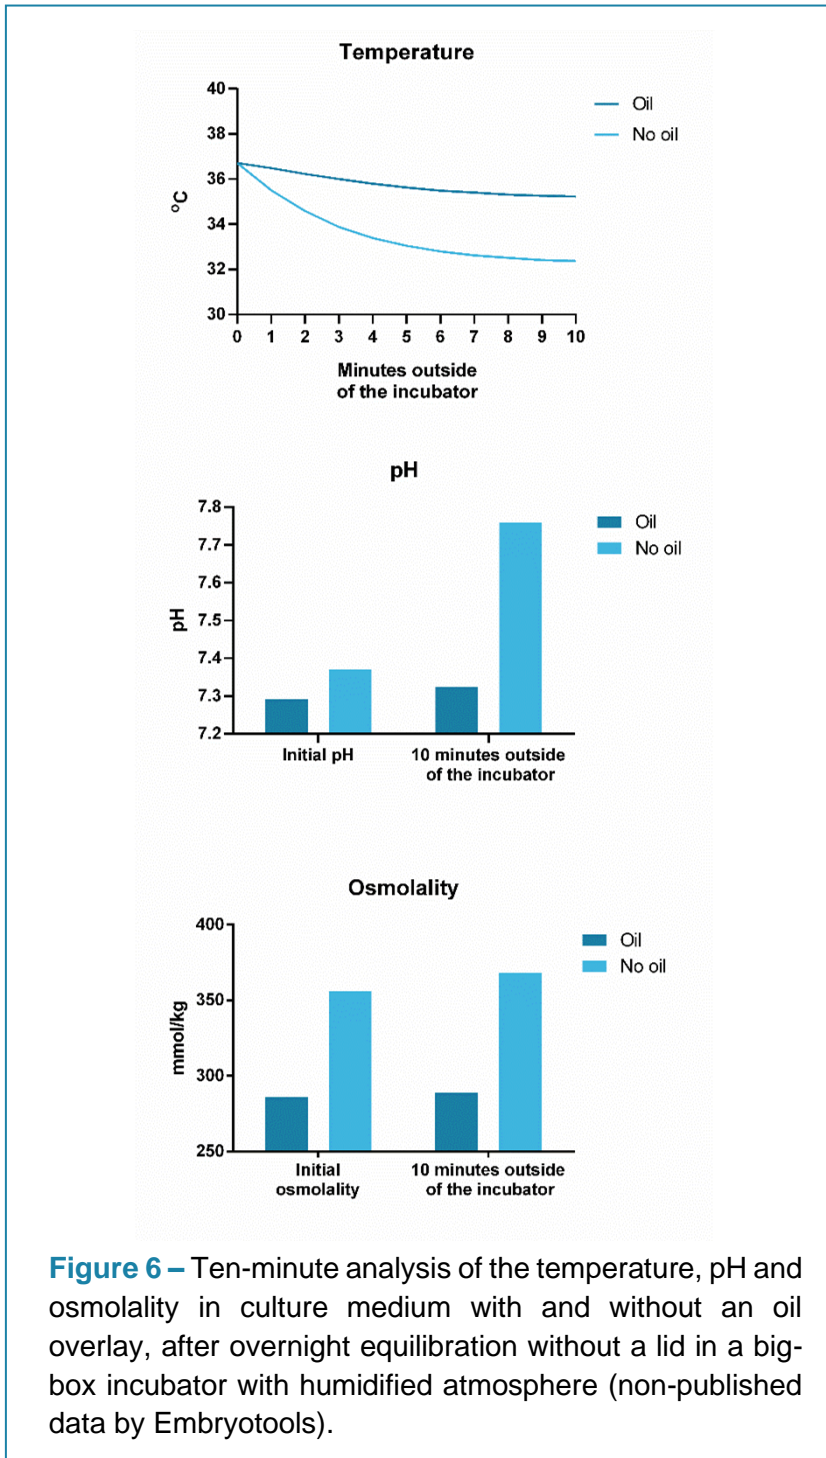 Temperature
40
38
36
34
32
30
°C
Oil
No oil
0 1 2 3 4 5 6 7 8 9 10
Minutes outside
of the incubator
pH
7.8
7.7
7.6
7.5
7.4
7.3
7.2
pH
Oil
No oil
Initial pH
10 minutes outside
of the incubator
Osmolality
400
350
300
250
mmol/kg
Oil
No oil
Initial
osmolality
10 minutes outside
of the incubator
Figure 6 – Ten-minute analysis of the temperature, pH and
osmolality in culture medium with and without an oil
overlay, after overnight equilibration without a lid in a big-
box incubator with humidified atmosphere (non-published
data by Embryotools).